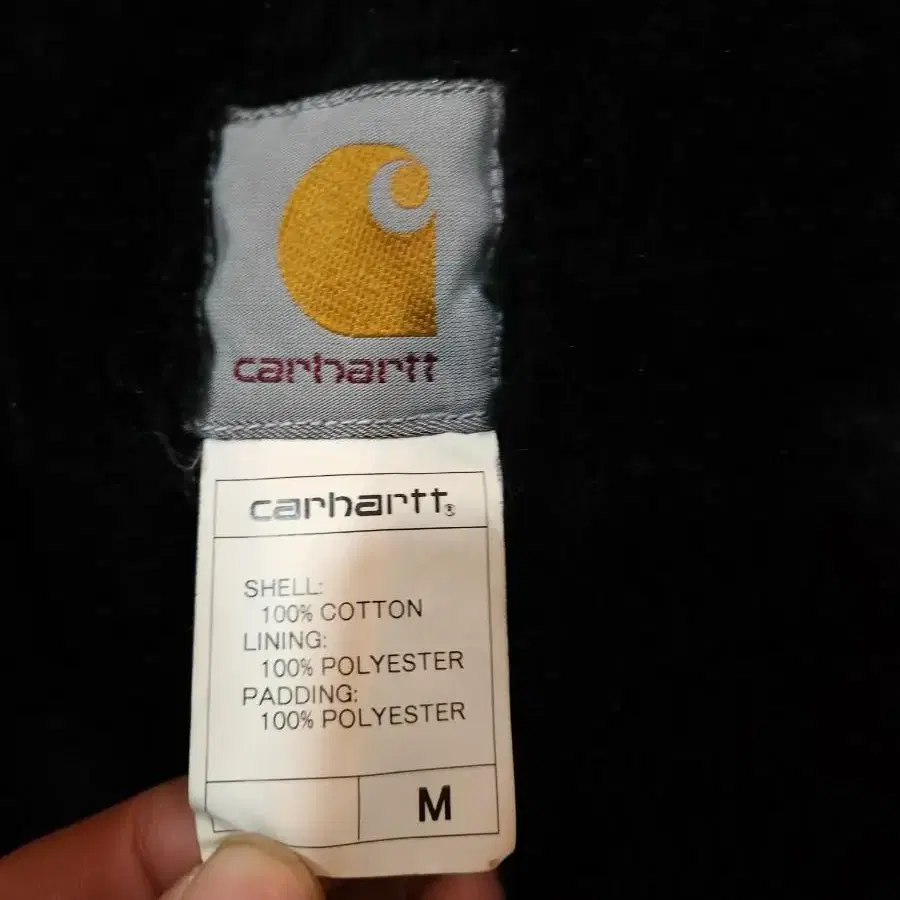 carhartt
carhartt®
SHELL:
100% COTTON
LINING:
100% POLYESTER
PADDING:
100% POLYESTER
M